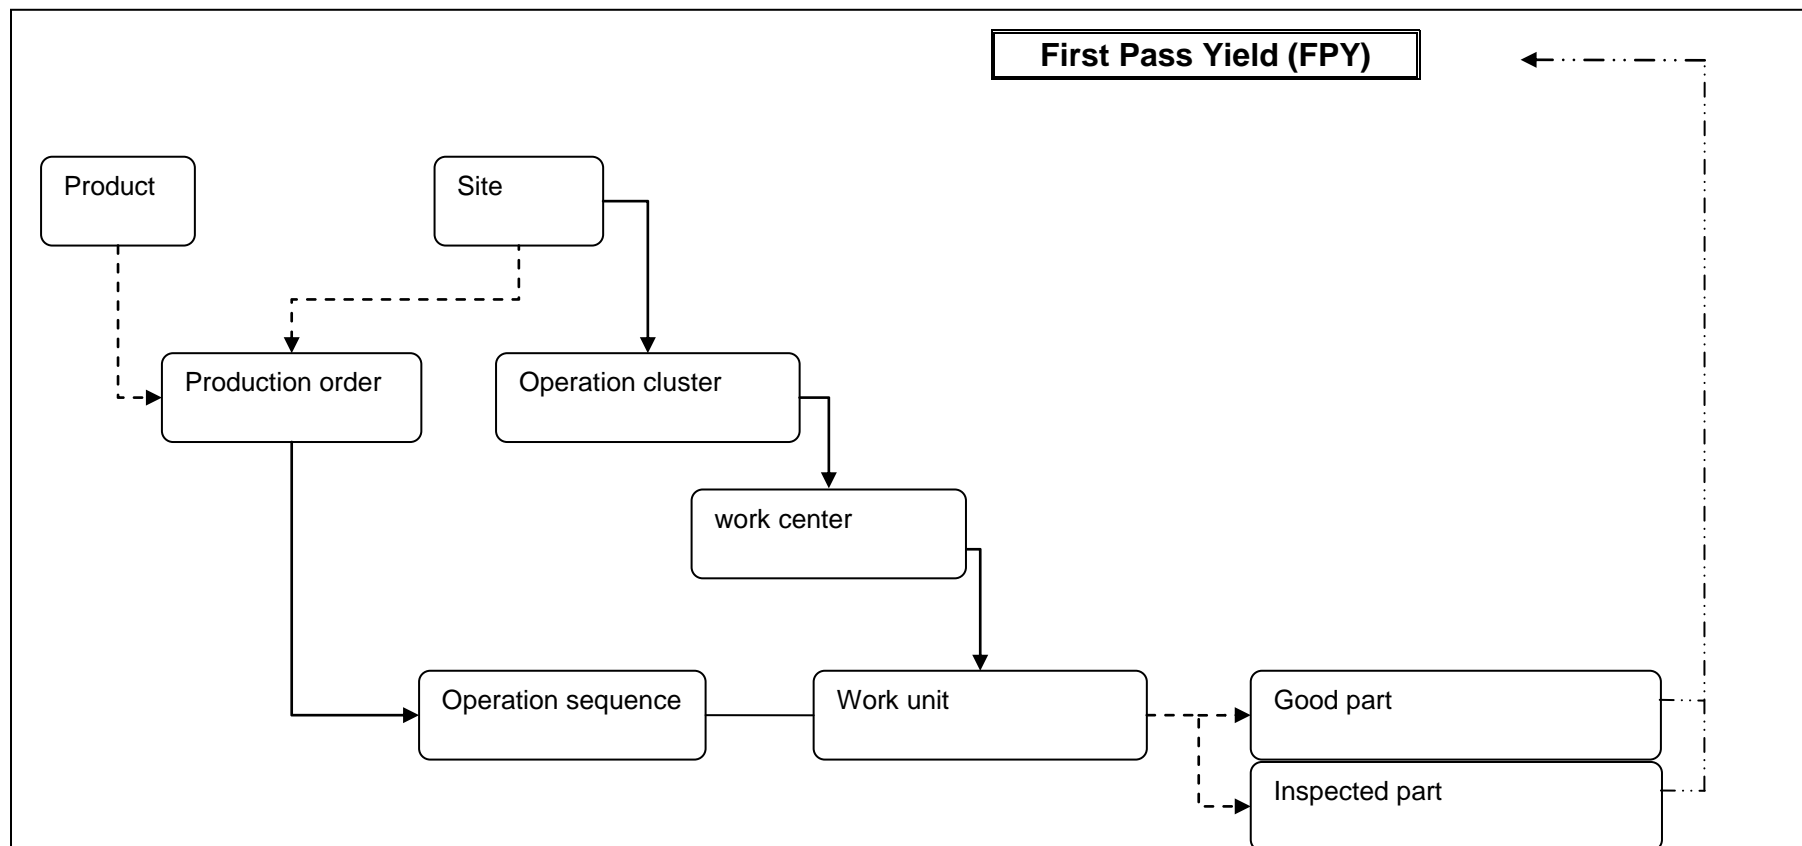 First Pass Yield (FPY)
Product
Site
Production order
Operation cluster
work center
Operation sequence
Work unit
Good part
Inspected part